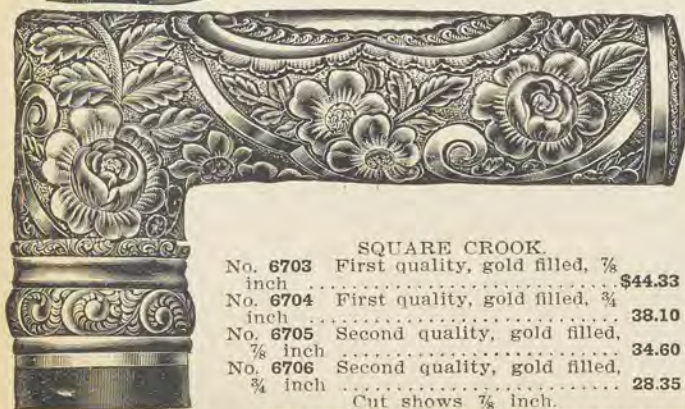 SQUARE CROOK.
No. 6703 First quality, gold filled, ⅞
inch ........................ $44.33
No. 6704 First quality, gold filled, ¾
inch ........................ 38.10
No. 6705 Second quality, gold filled,
⅞ inch ..................... 34.60
No. 6706 Second quality, gold filled,
¾ inch ..................... 28.35
Cut shows ⅞ inch.